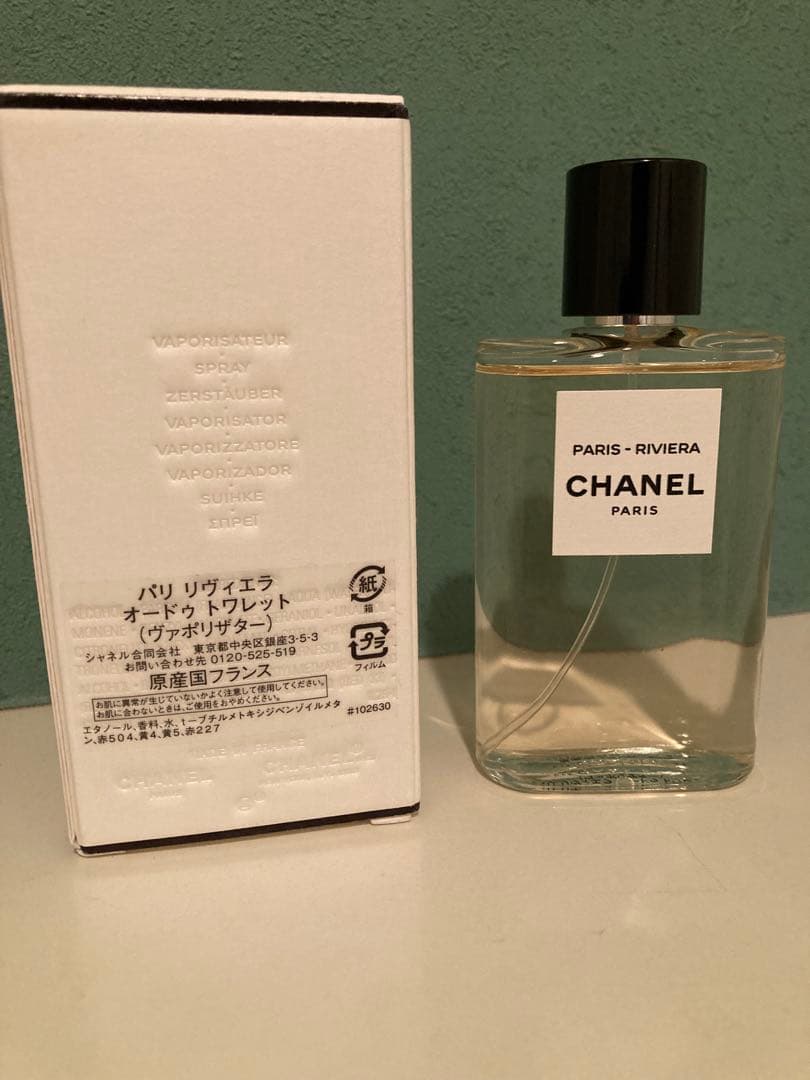 VAPORISATEUR
SPRAY
ZERSTÄUBER
VAPORISATOR
VAPORIZZATORE
VAPORIZADOR
SUIHKE
ΣΠΡΕΪ
パリ リヴィエラ
オードゥ トワレット
(ヴァポリザター)
シャネル合同会社 東京都中央区銀座3-5-3
お問い合わせ先 0120-525-519
原産国フランス
お肌に異常が生じていないかよく注意して使用してください。
お肌に合わないときは、ご使用をおやめください。
#102630
エタノール、香料、水、t-ブチルメトキシジベンゾイルメタ
ン、赤504、黄4、黄5、赤227
紙
箱
プラ
フィルム
MADE IN FRANCE
CHANEL
CHANEL
PARIS - RIVIERA
CHANEL
PARIS